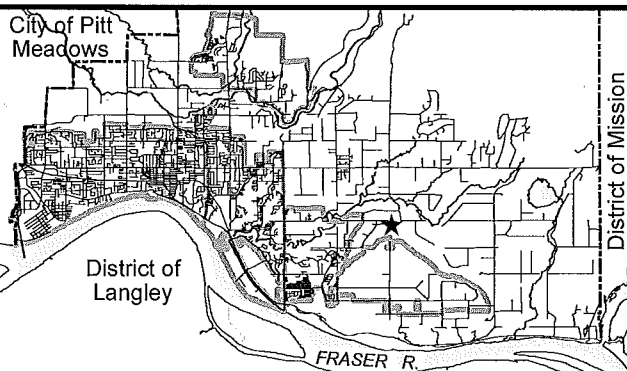 City of Pitt
Meadows
District of Mission
District of
Langley
FRASER R.